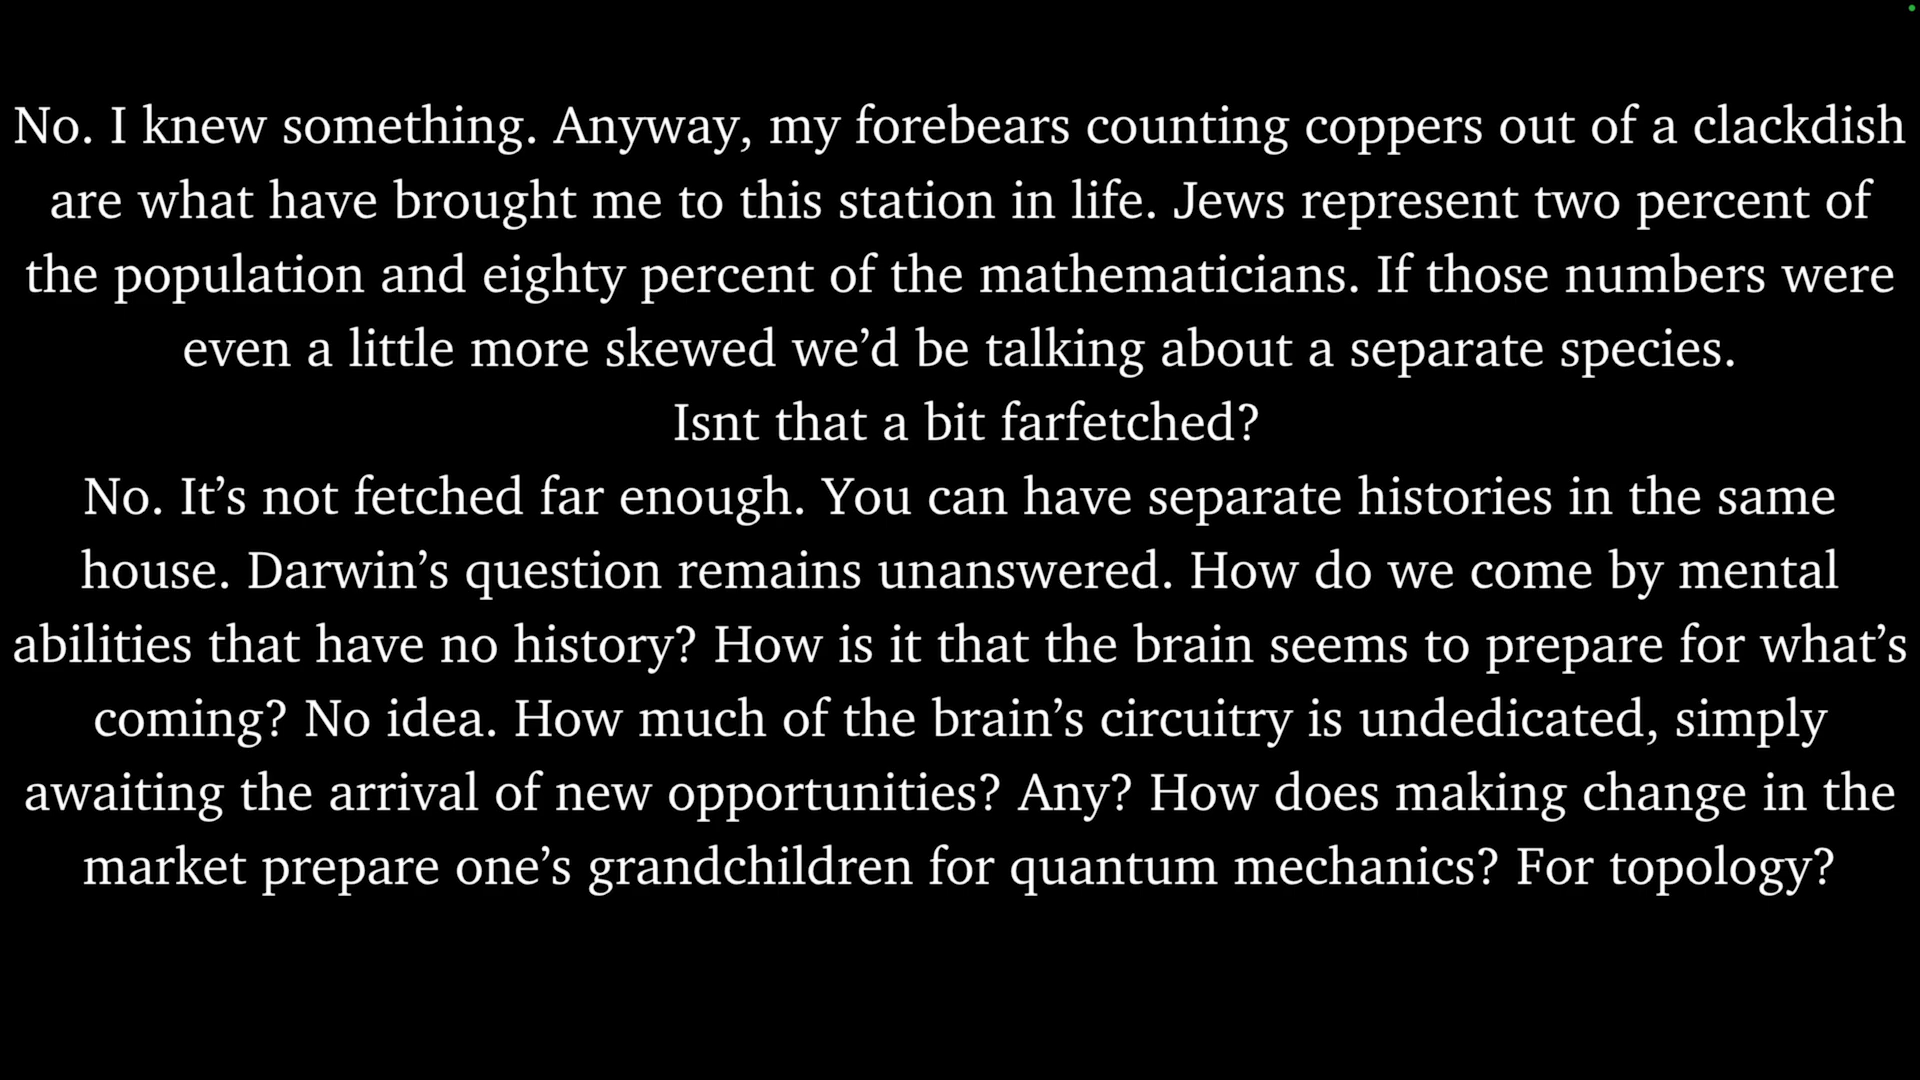 No. I knew something. Anyway, my forebears counting coppers out of a clackdish
are what have brought me to this station in life. Jews represent two percent of
the population and eighty percent of the mathematicians. If those numbers were
even a little more skewed we’d be talking about a separate species.
Isnt that a bit farfetched?
No. It’s not fetched far enough. You can have separate histories in the same
house. Darwin’s question remains unanswered. How do we come by mental
abilities that have no history? How is it that the brain seems to prepare for what’s
coming? No idea. How much of the brain’s circuitry is undedicated, simply
awaiting the arrival of new opportunities? Any? How does making change in the
market prepare one’s grandchildren for quantum mechanics? For topology?